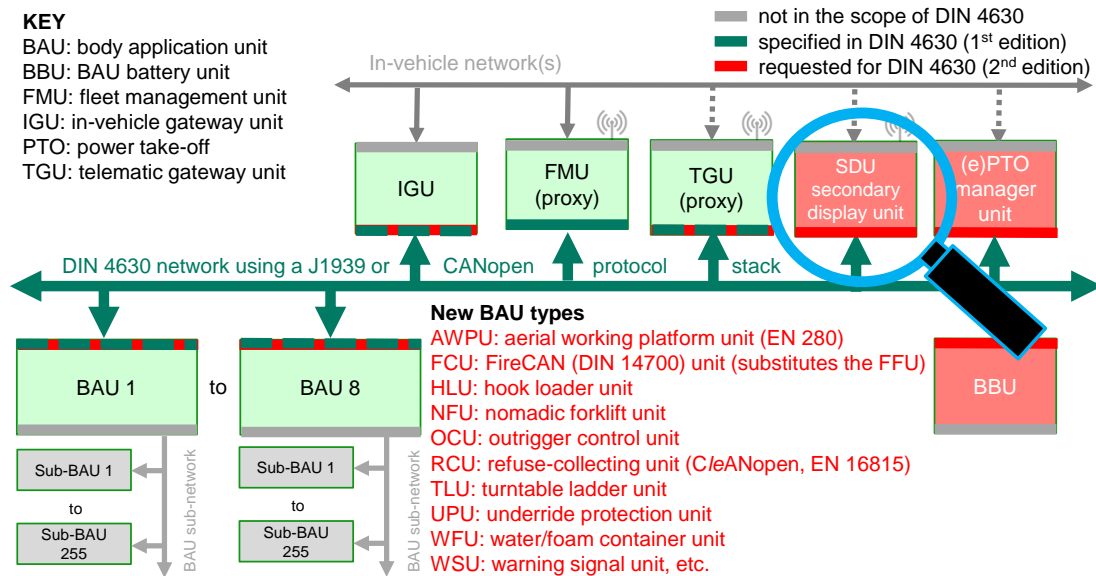 KEY
BAU: body application unit
BBU: BAU battery unit
FMU: fleet management unit
IGU: in-vehicle gateway unit
PTO: power take-off
TGU: telematic gateway unit
not in the scope of DIN 4630
specified in DIN 4630 (1st edition)
requested for DIN 4630 (2nd edition)
In-vehicle network(s)
IGU
FMU
(proxy)
TGU
(proxy)
SDU
secondary
display unit
(e)PTO
manager
unit
DIN 4630 network using a J1939 or CANopen protocol stack
BAU 1
to
BAU 8
Sub-BAU 1
to
Sub-BAU
255
BAU sub-network
Sub-BAU 1
to
Sub-BAU
255
BAU sub-network
New BAU types
AWPU: aerial working platform unit (EN 280)
FCU: FireCAN (DIN 14700) unit (substitutes the FFU)
HLU: hook loader unit
NFU: nomadic forklift unit
OCU: outrigger control unit
RCU: refuse-collecting unit (CleANopen, EN 16815)
TLU: turntable ladder unit
UPU: underride protection unit
WFU: water/foam container unit
WSU: warning signal unit, etc.
BBU